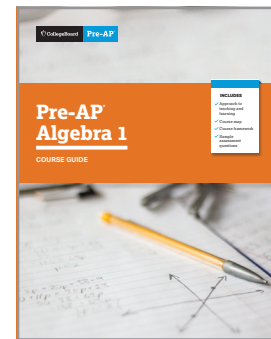 CollegeBoard Pre-AP®
INCLUDES
✓ Approach to
teaching and
learning
✓ Course map
✓ Course framework
✓ Sample
assessment
questions
Pre-AP®
Algebra 1
COURSE GUIDE